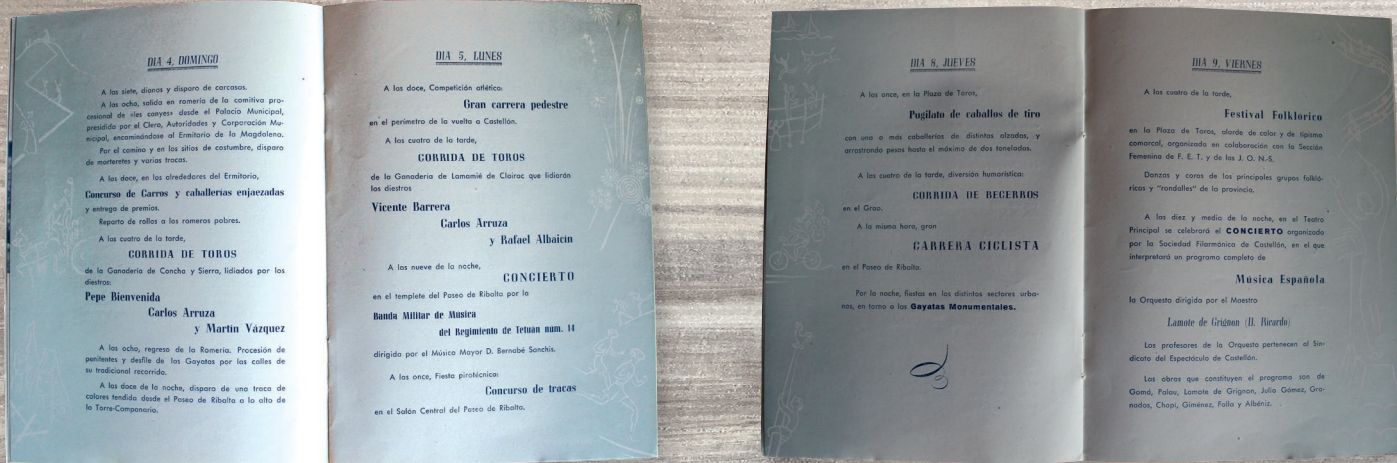 DIA 4, DOMINGO
A las siete, dianas y disparo de carcasas.
A las ocho, salida en romería de la comitiva pro-
cesional de «les canyes» desde el Palacio Municipal,
presidida por el Clero, Autoridades y Corporación Mu-
nicipal, encaminándose al Ermitorio de la Magdalena.
Por el camino y en los sitios de costumbre, disparo
de morteretes y varias tracas.
A las doce, en los alrededores del Ermitorio,
Concurso de Carros y caballerías enjaezadas
y entrega de premios.
Reparto de rollos a los romeros pobres.
A las cuatro de la tarde,
CORRIDA DE TOROS
de la Ganadería de Concha y Sierra, lidiados por los
diestros:
Pepe Bienvenida
Carlos Arruza
y Martín Vázquez
A las ocho, regreso de la Romería. Procesión de
penitentes y desfile de las Gayatas por las calles de
su tradicional recorrido.
A las doce de la noche, disparo de una traca de
colores tendida desde el Paseo de Ribalta a lo alto de
la Torre-Campanario.
DIA 5, LUNES
A las doce, Competición atlética:
Gran carrera pedestre
en el perímetro de la vuelta a Castellón.
A las cuatro de la tarde,
CORRIDA DE TOROS
de la Ganadería de Lamamié de Clairac que lidiarán
los diestros
Vicente Barrera
Carlos Arruza
y Rafael Albaicín
A las nueve de la noche,
CONCIERTO
en el templete del Paseo de Ribalta por la
Banda Militar de Música
del Regimiento de Tetuán núm. 14
dirigida por el Músico Mayor D. Bernabé Sanchis.
A las once, Fiesta pirotécnica:
Concurso de tracas
en el Salón Central del Paseo de Ribalta.
DIA 8, JUEVES
A las once, en la Plaza de Toros,
Pugilato de caballos de tiro
con una o más caballerías de distintas alzadas, y
arrastrando pesos hasta el máximo de dos toneladas.
A las cuatro de la tarde, diversión humorística:
CORRIDA DE BECERROS
en el Grao.
A la misma hora, gran
CARRERA CICLISTA
en el Paseo de Ribalta.
Por la noche, fiestas en los distintos sectores urba-
nos, en torno a las Gayatas Monumentales.
DIA 9, VIERNES
A las cuatro de la tarde,
Festival Folklórico
en la Plaza de Toros, alarde de color y de tipismo
comarcal, organizado en colaboración con la Sección
Femenina de F. E. T. y de las J. O. N.-S.
Danzas y coros de los principales grupos folkló-
ricos y "rondalles" de la provincia.
A las diez y media de la noche, en el Teatro
Principal se celebrará el CONCIERTO organizado
por la Sociedad Filarmónica de Castellón, en el que
interpretará un programa completo de
Música Española
la Orquesta dirigida por el Maestro
Lamote de Grignon (D. Ricardo)
Los profesores de la Orquesta pertenecen al Sin-
dicato del Espectáculo de Castellón.
Las obras que constituyen el programa son de
Gomá, Palau, Lamote de Grignon, Julio Gómez, Gra-
nados, Chapí, Giménez, Falla y Albéniz.